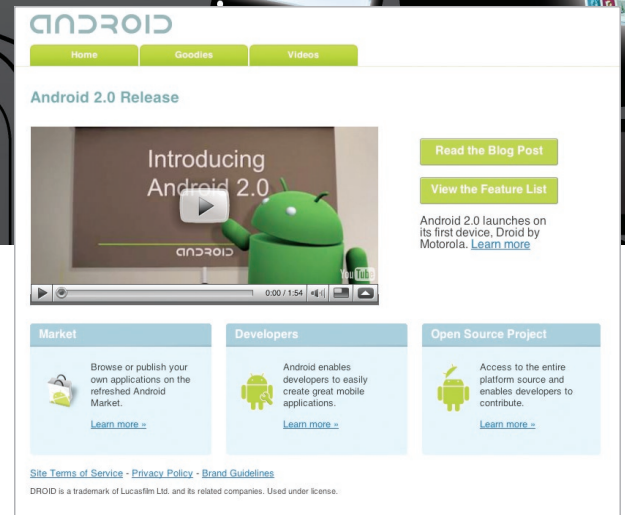 ANDROID
Home
Goodies
Videos
Android 2.0 Release
Introducing
Android 2.0
ANDROID
YouTube
0:00 / 1:54
Read the Blog Post
View the Feature List
Android 2.0 launches on
its first device, Droid by
Motorola. Learn more
Market
Browse or publish your
own applications on the
refreshed Android
Market.
Learn more »
Developers
Android enables
developers to easily
create great mobile
applications.
Learn more »
Open Source Project
Access to the entire
platform source and
enables developers to
contribute.
Learn more »
Site Terms of Service - Privacy Policy - Brand Guidelines
DROID is a trademark of Lucasfilm Ltd. and its related companies. Used under license.